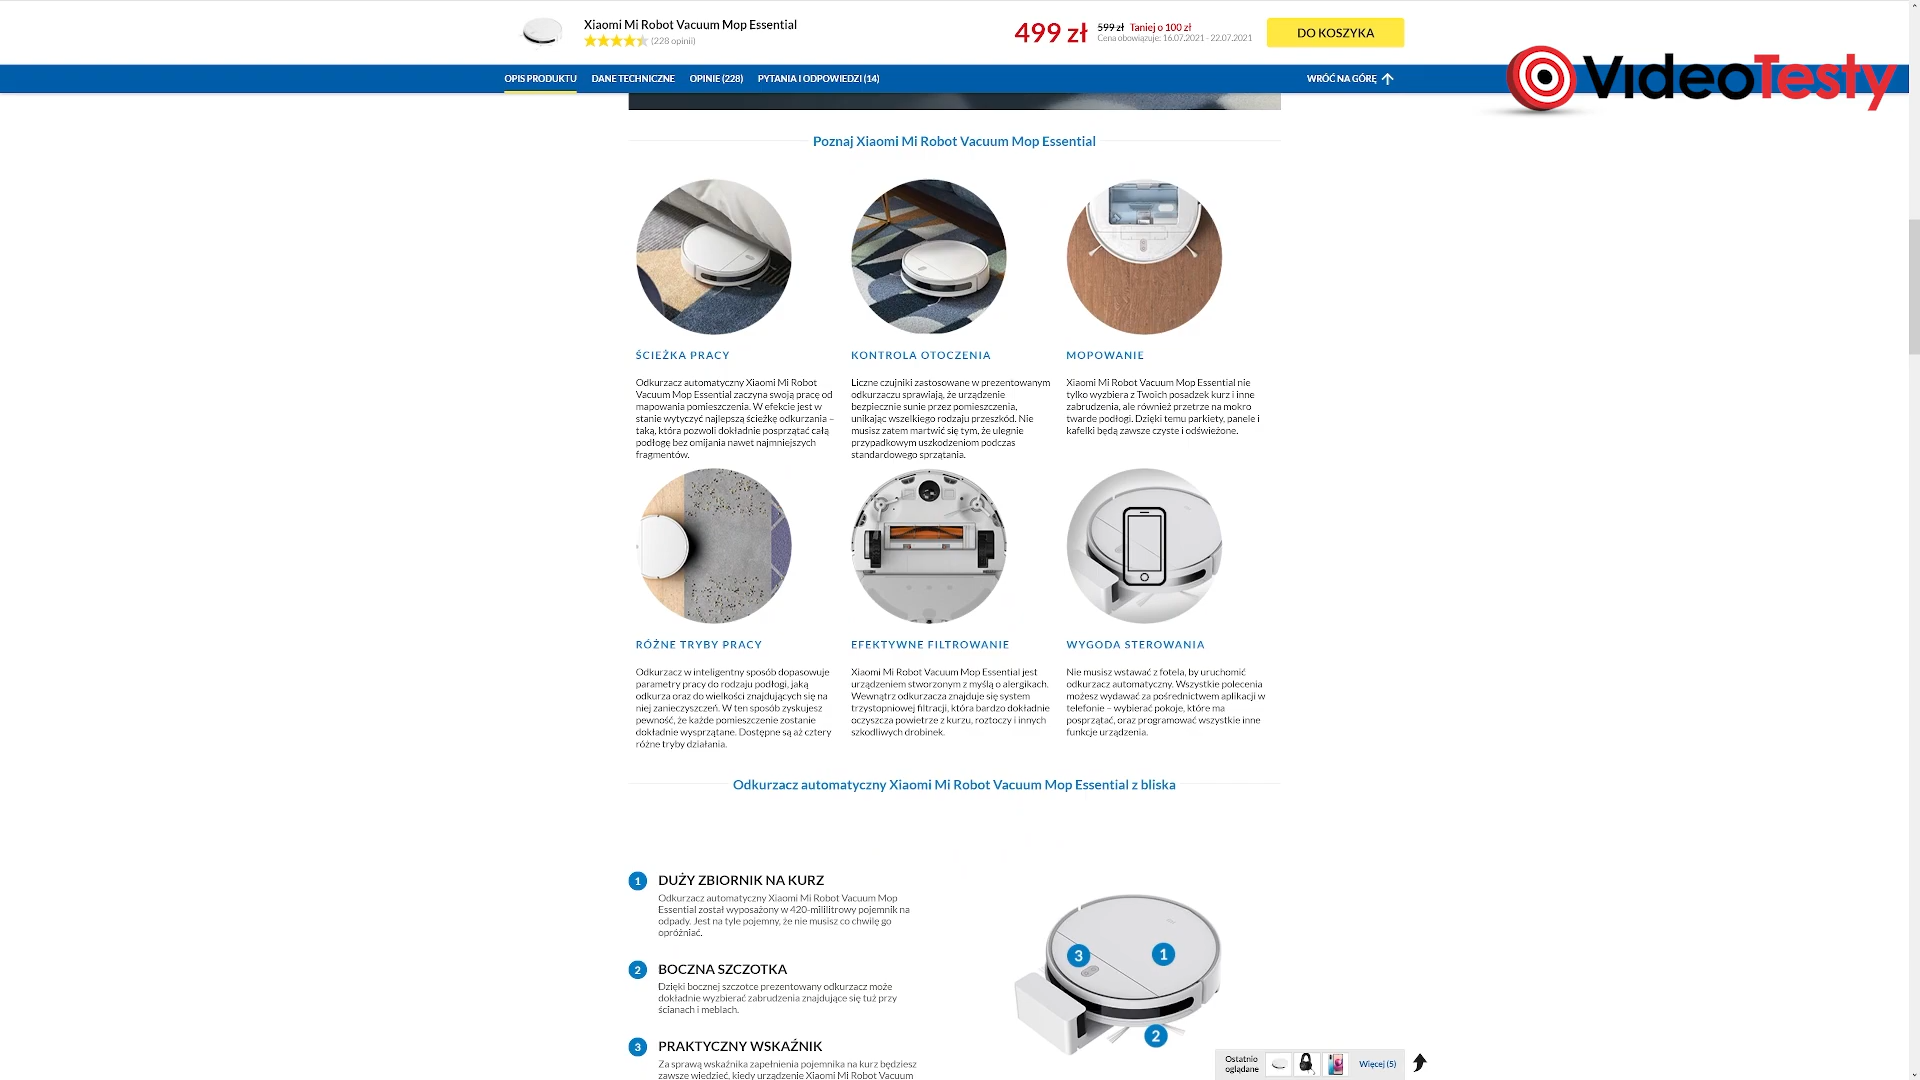 Xiaomi Mi Robot Vacuum Mop Essential
(228 opinii)
499 zł
599 zł Taniej o 100 zł
Cena obowiązuje: 16.07.2021 - 22.07.2021
DO KOSZYKA
OPIS PRODUKTU DANE TECHNICZNE OPINIE (228) PYTANIA I ODPOWIEDZI (14)
WRÓĆ NA GÓRĘ
VideoTesty
Poznaj Xiaomi Mi Robot Vacuum Mop Essential
ŚCIEŻKA PRACY
Odkurzacz automatyczny Xiaomi Mi Robot
Vacuum Mop Essential zaczyna swoją pracę od
mapowania pomieszczenia. W efekcie jest w
stanie wytyczyć najlepszą ścieżkę odkurzania –
taką, która pozwoli dokładnie posprzątać całą
podłogę bez omijania nawet najmniejszych
fragmentów.
KONTROLA OTOCZENIA
Liczne czujniki zastosowane w prezentowanym
odkurzaczu sprawiają, że urządzenie
bezpiecznie sunie przez pomieszczenia,
unikając wszelkiego rodzaju przeszkód. Nie
musisz zatem martwić się tym, że ulegnie
przypadkowym uszkodzeniom podczas
standardowego sprzątania.
MOPOWANIE
Xiaomi Mi Robot Vacuum Mop Essential nie
tylko wyzbiera z Twoich posadzek kurz i inne
zabrudzenia, ale również przetrze na mokro
twarde podłogi. Dzięki temu parkiety, panele i
kafelki będą zawsze czyste i odświeżone.
RÓŻNE TRYBY PRACY
Odkurzacz w inteligentny sposób dopasowuje
parametry pracy do rodzaju podłogi, jaką
odkurza oraz do wielkości znajdujących się na
niej zanieczyszczeń. W ten sposób zyskujesz
pewność, że każde pomieszczenie zostanie
dokładnie wysprzątane. Dostępne są aż cztery
różne tryby działania.
EFEKTYWNE FILTROWANIE
Xiaomi Mi Robot Vacuum Mop Essential jest
urządzeniem stworzonym z myślą o alergikach.
Wewnątrz odkurzacza znajduje się system
trzystopniowej filtracji, która bardzo dokładnie
oczyszcza powietrze z kurzu, roztoczy i innych
szkodliwych drobinek.
WYGODA STEROWANIA
Nie musisz wstawać z fotela, by uruchomić
odkurzacz automatyczny. Wszystkie polecenia
możesz wydawać za pośrednictwem aplikacji w
telefonie – wybierać pokoje, które ma
posprzątać, oraz programować wszystkie inne
funkcje urządzenia.
Odkurzacz automatyczny Xiaomi Mi Robot Vacuum Mop Essential z bliska
1 DUŻY ZBIORNIK NA KURZ
Odkurzacz automatyczny Xiaomi Mi Robot Vacuum Mop
Essential został wyposażony w 420-mililitrowy pojemnik na
odpady. Jest na tyle pojemny, że nie musisz co chwilę go
opróżniać.
2 BOCZNA SZCZOTKA
Dzięki bocznej szczotce prezentowany odkurzacz może
dokładnie wyzbierać zabrudzenia znajdujące się tuż przy
ścianach i meblach.
3 PRAKTYCZNY WSKAŹNIK
Za sprawą wskaźnika zapełnienia pojemnika na kurz będziesz
zawsze wiedzieć, kiedy urządzenie Xiaomi Mi Robot Vacuum
3 1
2
Ostatnio
oglądane
Więcej (5)